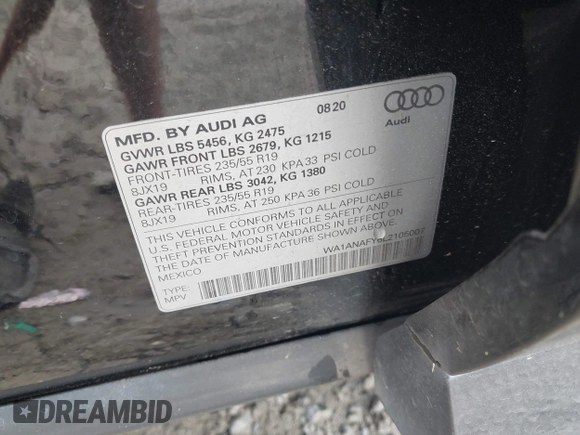 MFD. BY AUDI AG 08 20
GVWR LBS 5456, KG 2475
GAWR FRONT LBS 2679, KG 1215
FRONT-TIRES 235/55 R19
8JX19 RIMS, AT 230 KPA 33 PSI COLD
GAWR REAR LBS 3042, KG 1380
REAR-TIRES 235/55 R19
8JX19 RIMS, AT 250 KPA 36 PSI COLD
Audi
THIS VEHICLE CONFORMS TO ALL APPLICABLE
U.S. FEDERAL MOTOR VEHICLE SAFETY AND
THEFT PREVENTION STANDARDS IN EFFECT ON
THE DATE OF MANUFACTURE SHOWN ABOVE.
MEXICO
TYPE:
MPV
DREAMBID